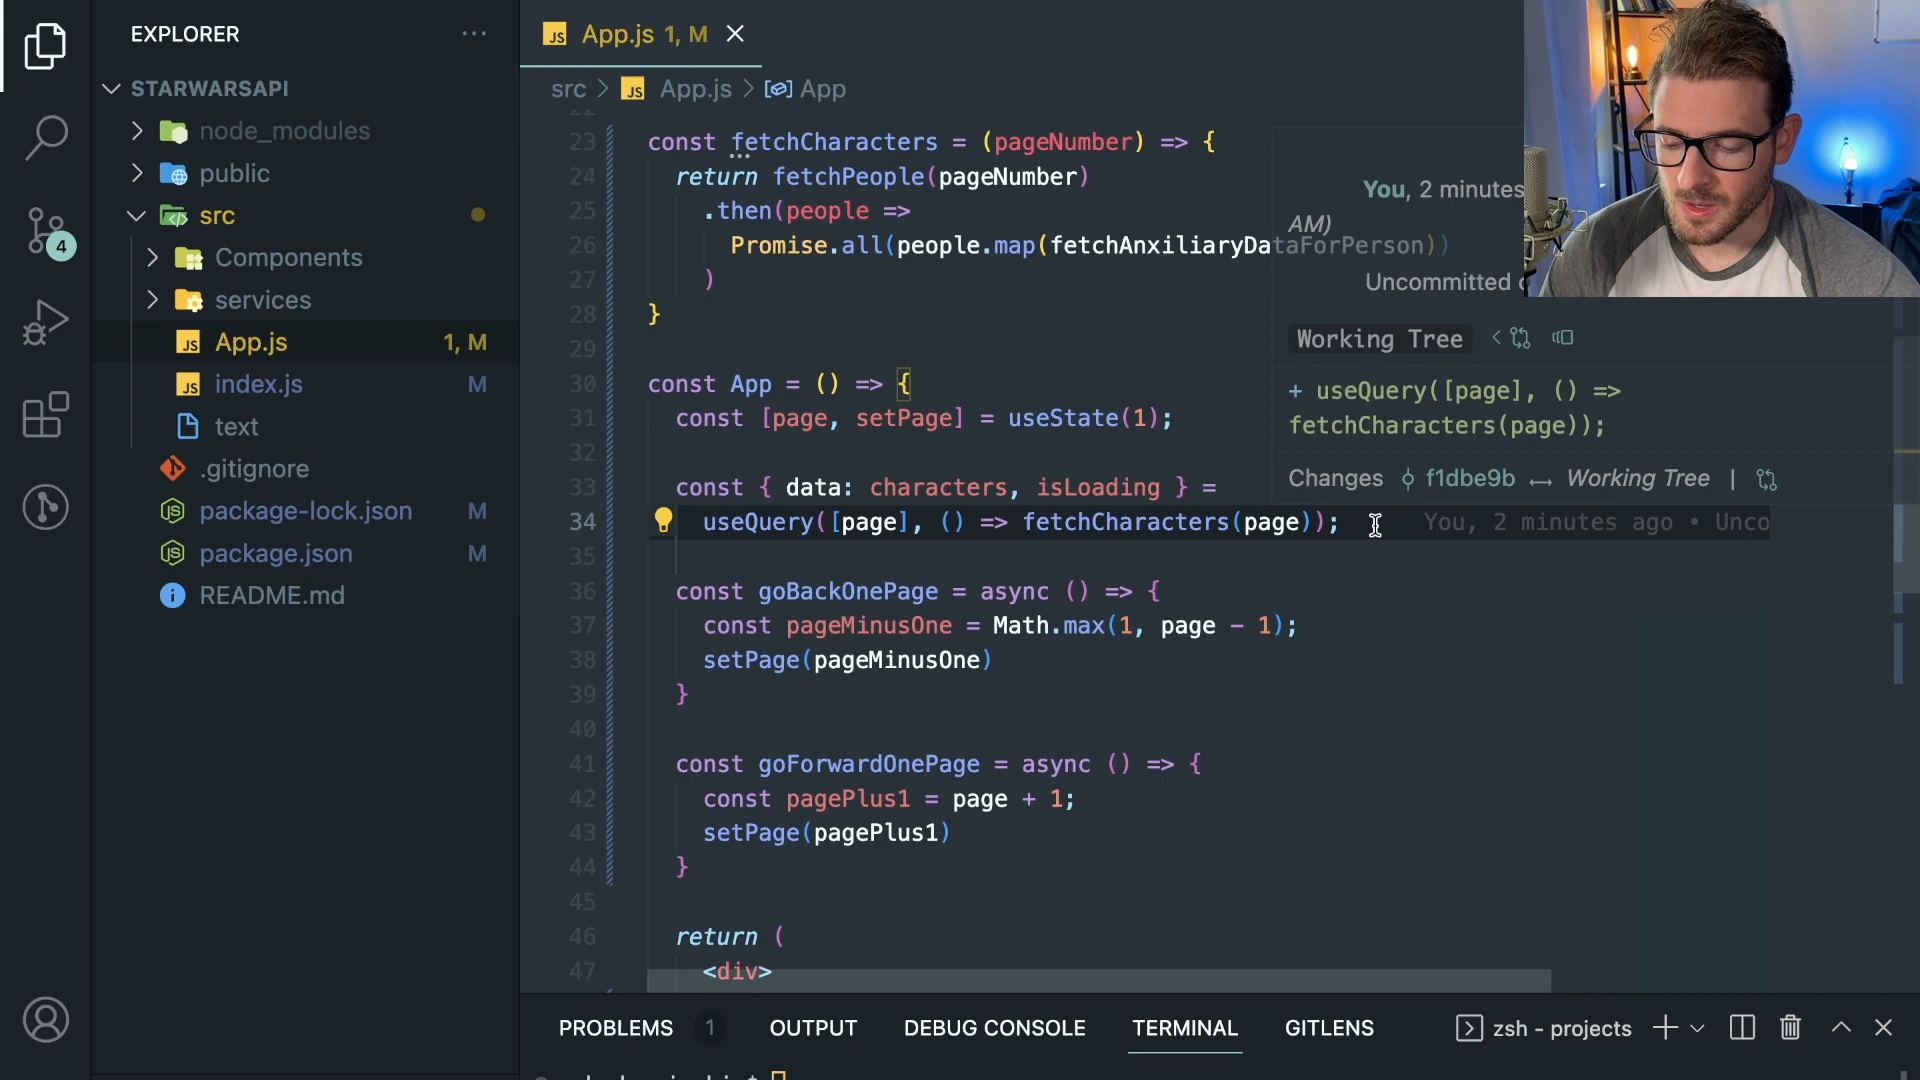 EXPLORER
STARWARSAPI
node_modules
public
src
4
Components
services
App.js 1, M
index.js M
text
.gitignore
package-lock.json M
package.json M
README.md
App.js 1, M
src > App.js > App
23 const fetchCharacters = (pageNumber) => {
24 return fetchPeople(pageNumber)
25 .then(people =>
26 Promise.all(people.map(fetchAnxiliaryDataForPerson))
27 )
28 }
29
30 const App = () => {
31 const [page, setPage] = useState(1);
32
33 const { data: characters, isLoading } =
34 useQuery([page], () => fetchCharacters(page)); You, 2 minutes ago • Unco
35
36 const goBackOnePage = async () => {
37 const pageMinusOne = Math.max(1, page - 1);
38 setPage(pageMinusOne)
39 }
40
41 const goForwardOnePage = async () => {
42 const pagePlus1 = page + 1;
43 setPage(pagePlus1)
44 }
45
46 return (
47 <div>
You, 2 minutes
AM)
Uncommitted
Working Tree
+ useQuery([page], () =>
fetchCharacters(page));
Changes f1dbe9b Working Tree |
PROBLEMS 1 OUTPUT DEBUG CONSOLE TERMINAL GITLENS zsh - projects